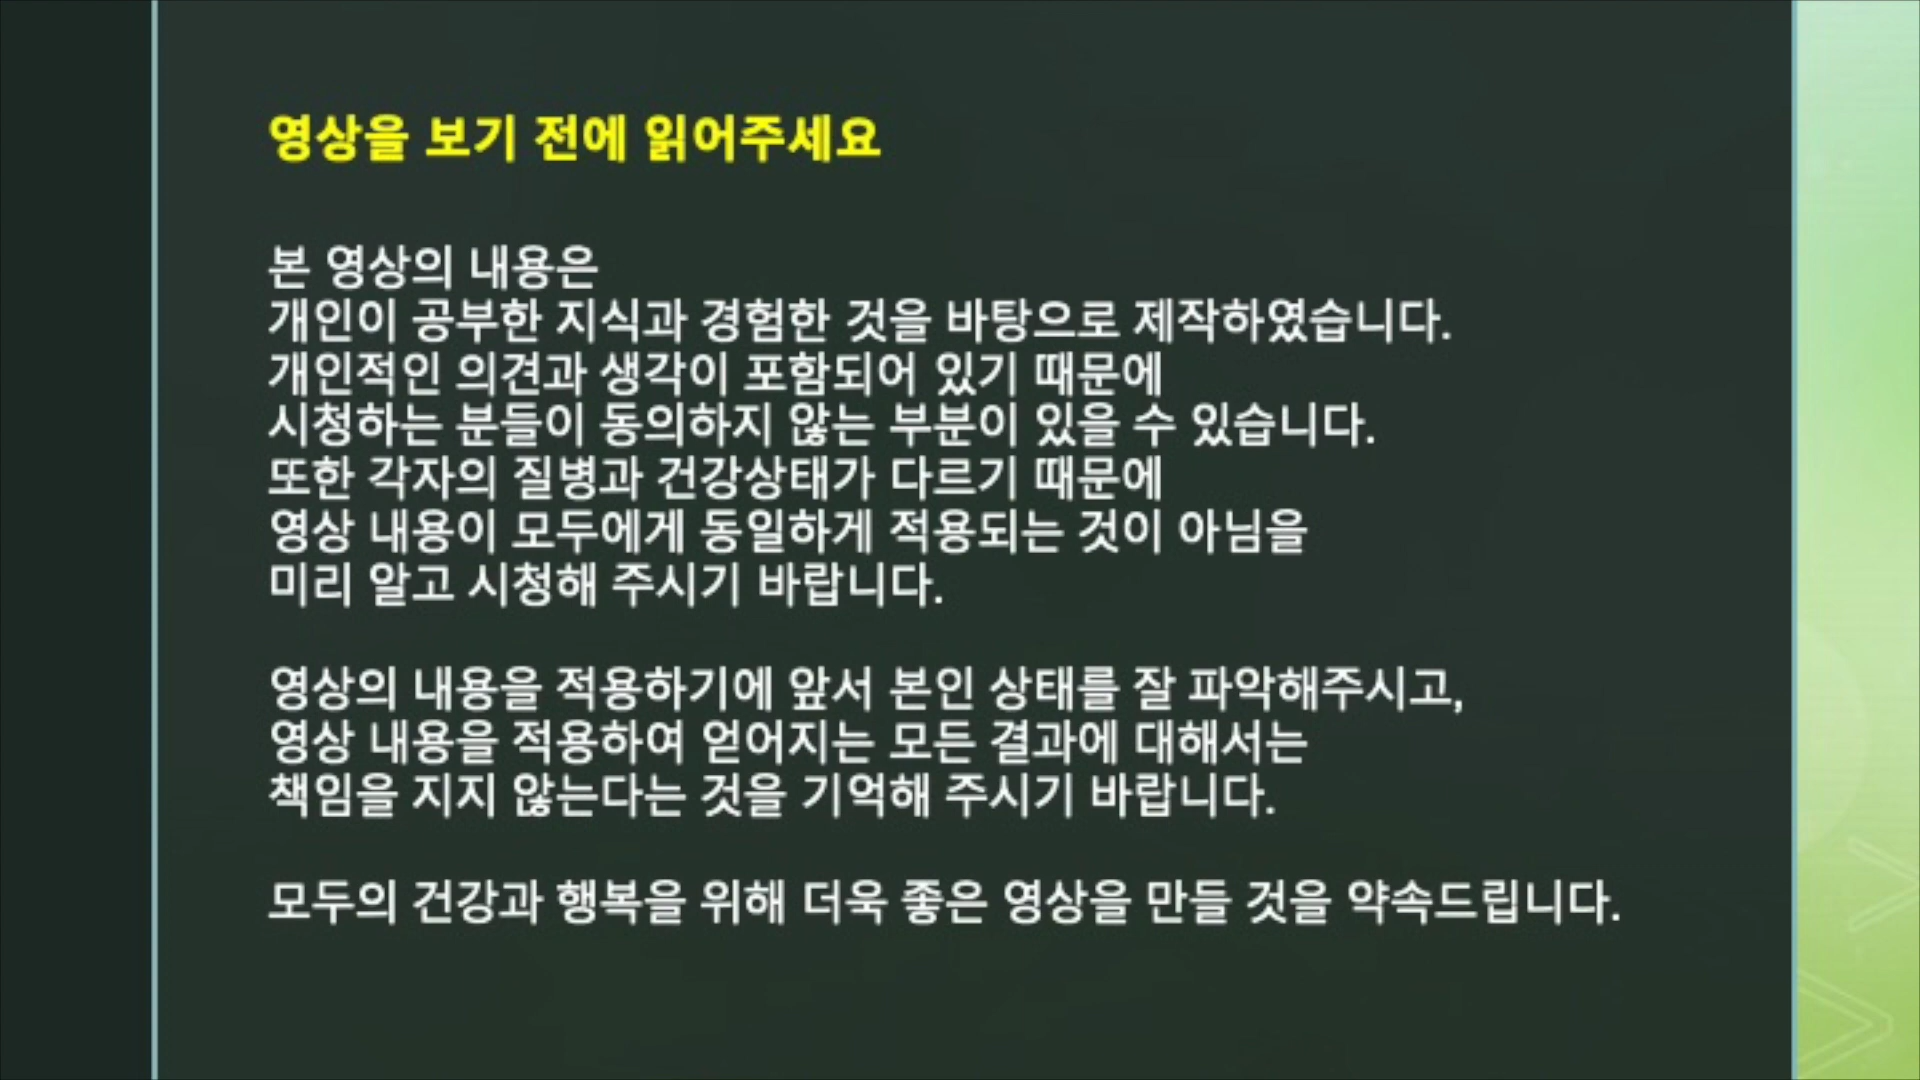 영상을 보기 전에 읽어주세요
본 영상의 내용은
개인이 공부한 지식과 경험한 것을 바탕으로 제작하였습니다.
개인적인 의견과 생각이 포함되어 있기 때문에
시청하는 분들이 동의하지 않는 부분이 있을 수 있습니다.
또한 각자의 질병과 건강상태가 다르기 때문에
영상 내용이 모두에게 동일하게 적용되는 것이 아님을
미리 알고 시청해 주시기 바랍니다.
영상의 내용을 적용하기에 앞서 본인 상태를 잘 파악해주시고,
영상 내용을 적용하여 얻어지는 모든 결과에 대해서는
책임을 지지 않는다는 것을 기억해 주시기 바랍니다.
모두의 건강과 행복을 위해 더욱 좋은 영상을 만들 것을 약속드립니다.